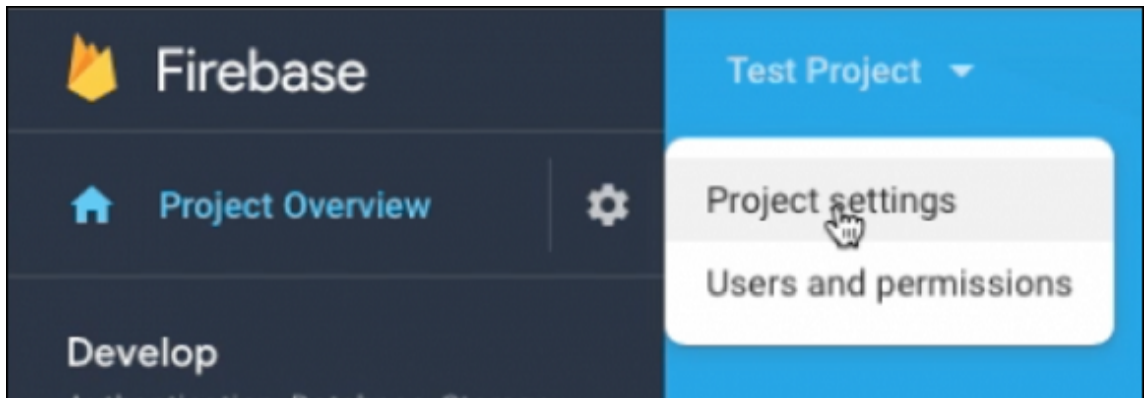 Firebase
Test Project
Project Overview
Project settings
Users and permissions
Develop